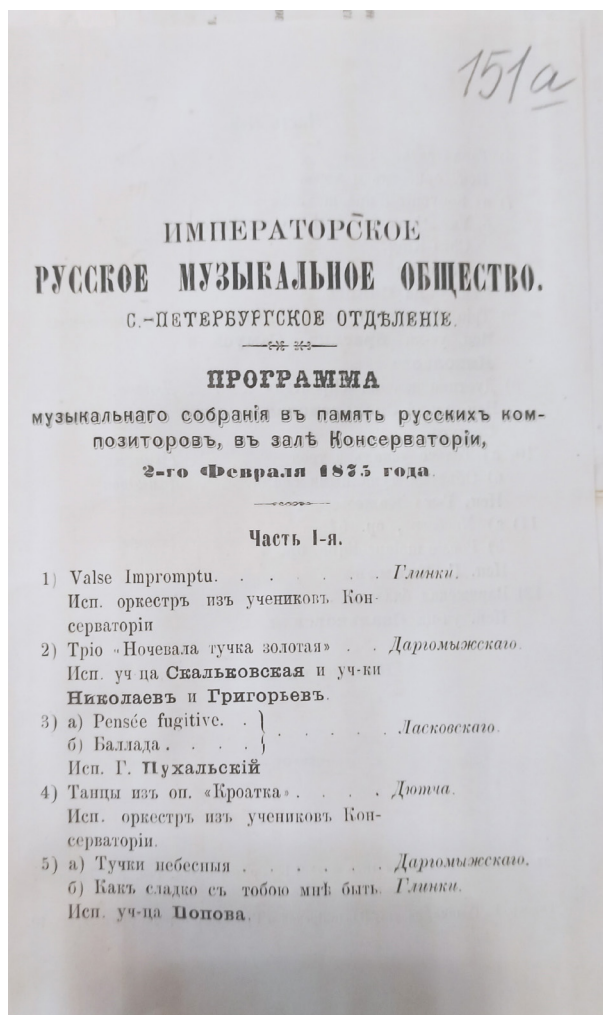 151а
ИМПЕРАТОРСКОЕ
РУССКОЕ МУЗЫКАЛЬНОЕ ОБЩЕСТВО.
С.-ПЕТЕРБУРГСКОЕ ОТДѢЛЕНІЕ.
ПРОГРАММА
музыкальнаго собранія въ память русскихъ ком-
позиторовъ, въ залѣ Консерваторіи,
2-го Февраля 1875 года.
Часть I-я.
1) Valse Impromptu. . . . . . . Глинки.
Исп. оркестръ изъ учениковъ Кон-
серваторіи
2) Тріо «Ночевала тучка золотая» . . Даргомыжскаго.
Исп. уч ца Скальковская и уч-ки
Николаевъ и Григорьевъ.
3) а) Pensée fugitive. . }
. . . . . Ласковскаго.
б) Баллада . . . . }
Исп. Г. Пухальскій
4) Танцы изъ оп. «Кроатка» . . . . Дютча.
Исп. оркестръ изъ учениковъ Кон-
серваторіи.
5) а) Тучки небесныя . . . . . . Даргомыжскаго.
б) Какъ сладко съ тобою мнѣ быть. Глинки.
Исп. уч-ца Попова.